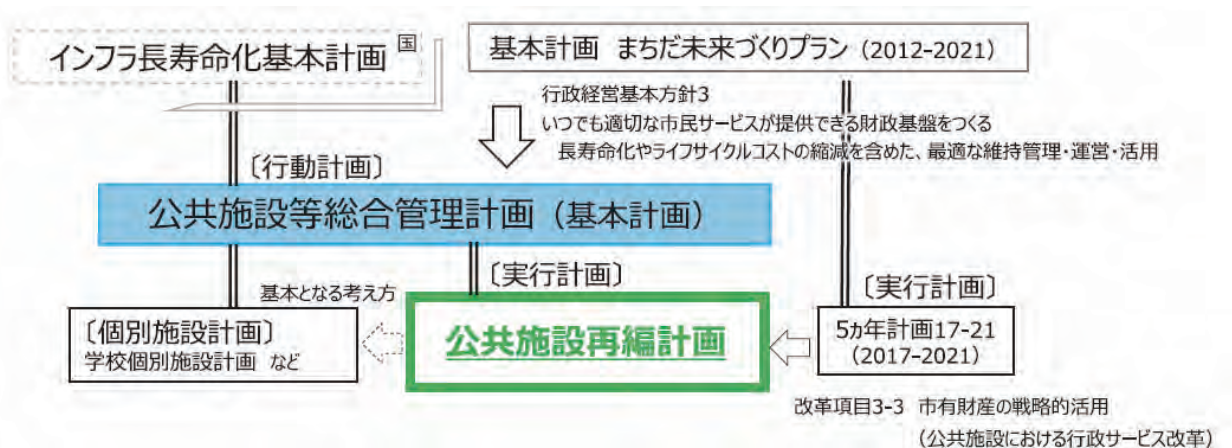 インフラ長寿命化基本計画 国
基本計画 まちだ未来づくりプラン（2012-2021）
行政経営基本方針3
いつでも適切な市民サービスが提供できる財政基盤をつくる
長寿命化やライフサイクルコストの縮減を含めた、最適な維持管理・運営・活用
〔行動計画〕
公共施設等総合管理計画（基本計画）
〔実行計画〕
〔実行計画〕
基本となる考え方
〔個別施設計画〕
学校個別施設計画 など
公共施設再編計画
5ヵ年計画17-21
（2017-2021）
改革項目3-3 市有財産の戦略的活用
（公共施設における行政サービス改革）